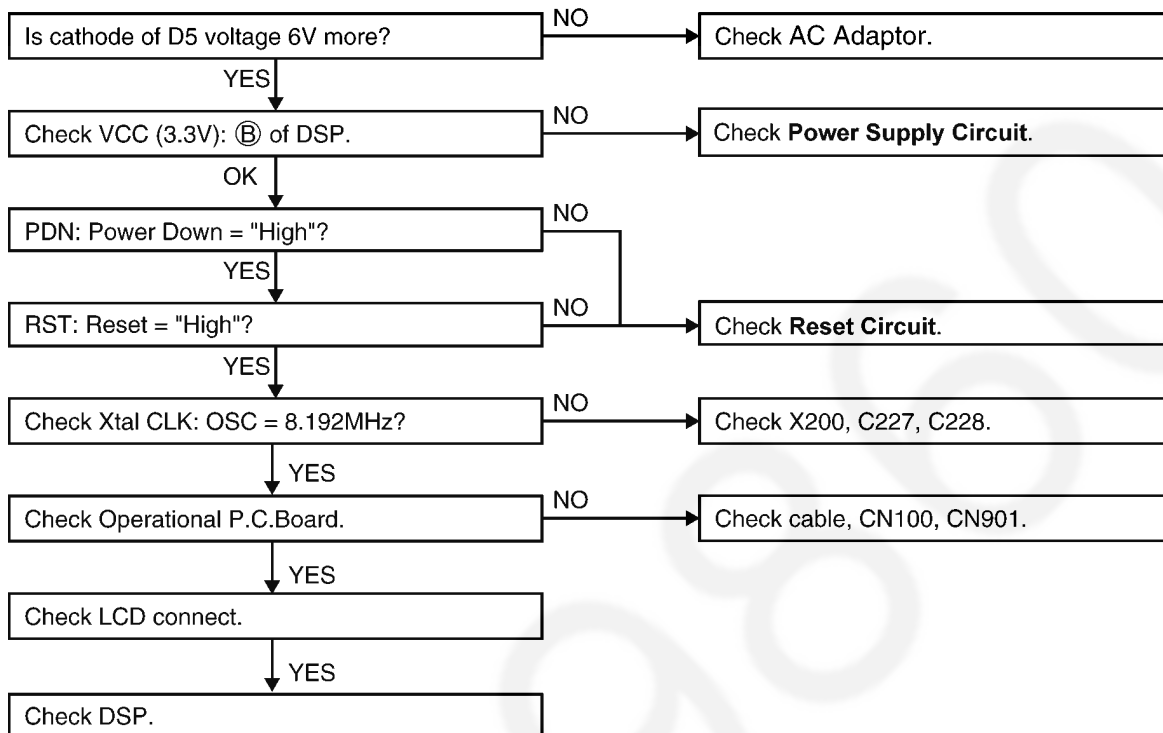 Is cathode of D5 voltage 6V more?
NO
Check AC Adaptor.
YES
Check VCC (3.3V): Ⓑ of DSP.
NO
Check Power Supply Circuit.
OK
PDN: Power Down = "High"?
NO
YES
RST: Reset = "High"?
NO
Check Reset Circuit.
YES
Check Xtal CLK: OSC = 8.192MHz?
NO
Check X200, C227, C228.
YES
Check Operational P.C.Board.
NO
Check cable, CN100, CN901.
YES
Check LCD connect.
YES
Check DSP.